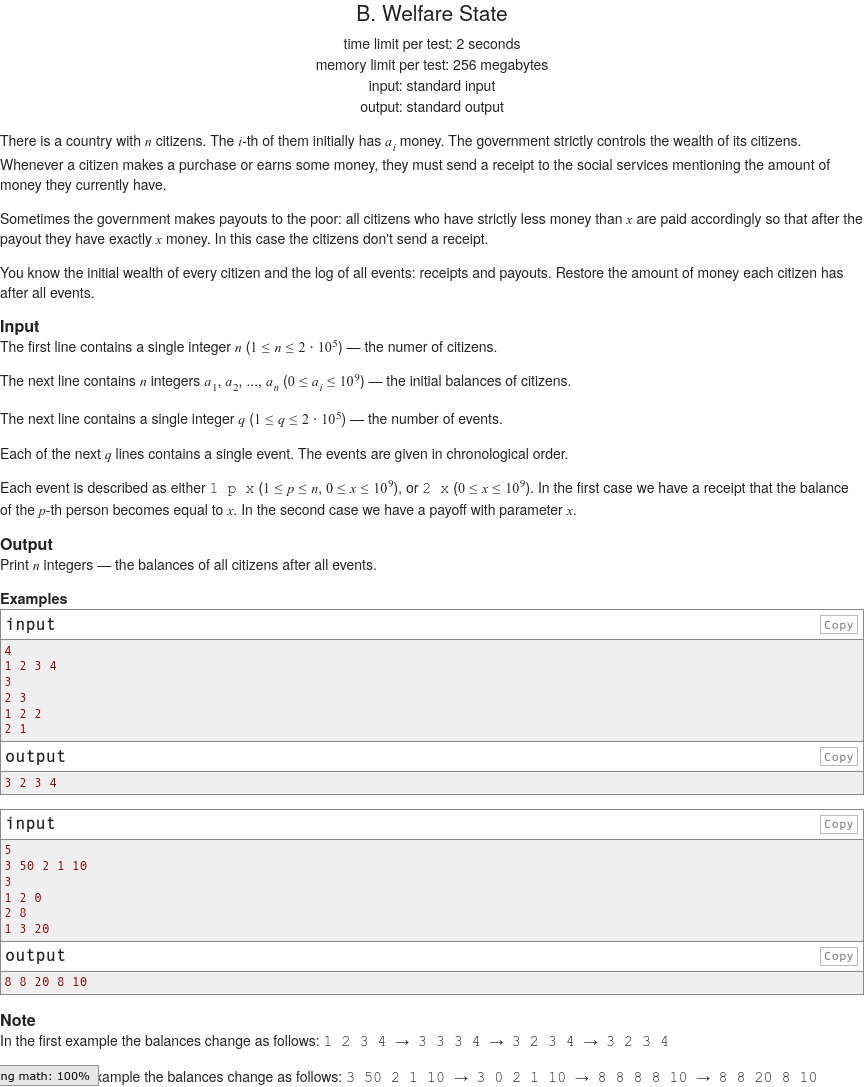 B. Welfare State
time limit per test: 2 seconds
memory limit per test: 256 megabytes
input: standard input
output: standard output
There is a country with n citizens. The i-th of them initially has a_i money. The government strictly controls the wealth of its citizens.
Whenever a citizen makes a purchase or earns some money, they must send a receipt to the social services mentioning the amount of
money they currently have.
Sometimes the government makes payouts to the poor: all citizens who have strictly less money than x are paid accordingly so that after the
payout they have exactly x money. In this case the citizens don't send a receipt.
You know the initial wealth of every citizen and the log of all events: receipts and payouts. Restore the amount of money each citizen has
after all events.
Input
The first line contains a single integer n (1 ≤ n ≤ 2 · 10^5) — the numer of citizens.
The next line contains n integers a_1, a_2, ..., a_n (0 ≤ a_i ≤ 10^9) — the initial balances of citizens.
The next line contains a single integer q (1 ≤ q ≤ 2 · 10^5) — the number of events.
Each of the next q lines contains a single event. The events are given in chronological order.
Each event is described as either 1 p x (1 ≤ p ≤ n, 0 ≤ x ≤ 10^9), or 2 x (0 ≤ x ≤ 10^9). In the first case we have a receipt that the balance
of the p-th person becomes equal to x. In the second case we have a payoff with parameter x.
Output
Print n integers — the balances of all citizens after all events.
Examples
input Copy
4
1 2 3 4
3
2 3
1 2 2
2 1
output Copy
3 2 3 4
input Copy
5
3 50 2 1 10
3
1 2 0
2 8
1 3 20
output Copy
8 8 20 8 10
Note
In the first example the balances change as follows: 1 2 3 4 → 3 3 3 4 → 3 2 3 4 → 3 2 3 4
ng math: 100% xample the balances change as follows: 3 50 2 1 10 → 3 0 2 1 10 → 8 8 8 8 10 → 8 8 20 8 10